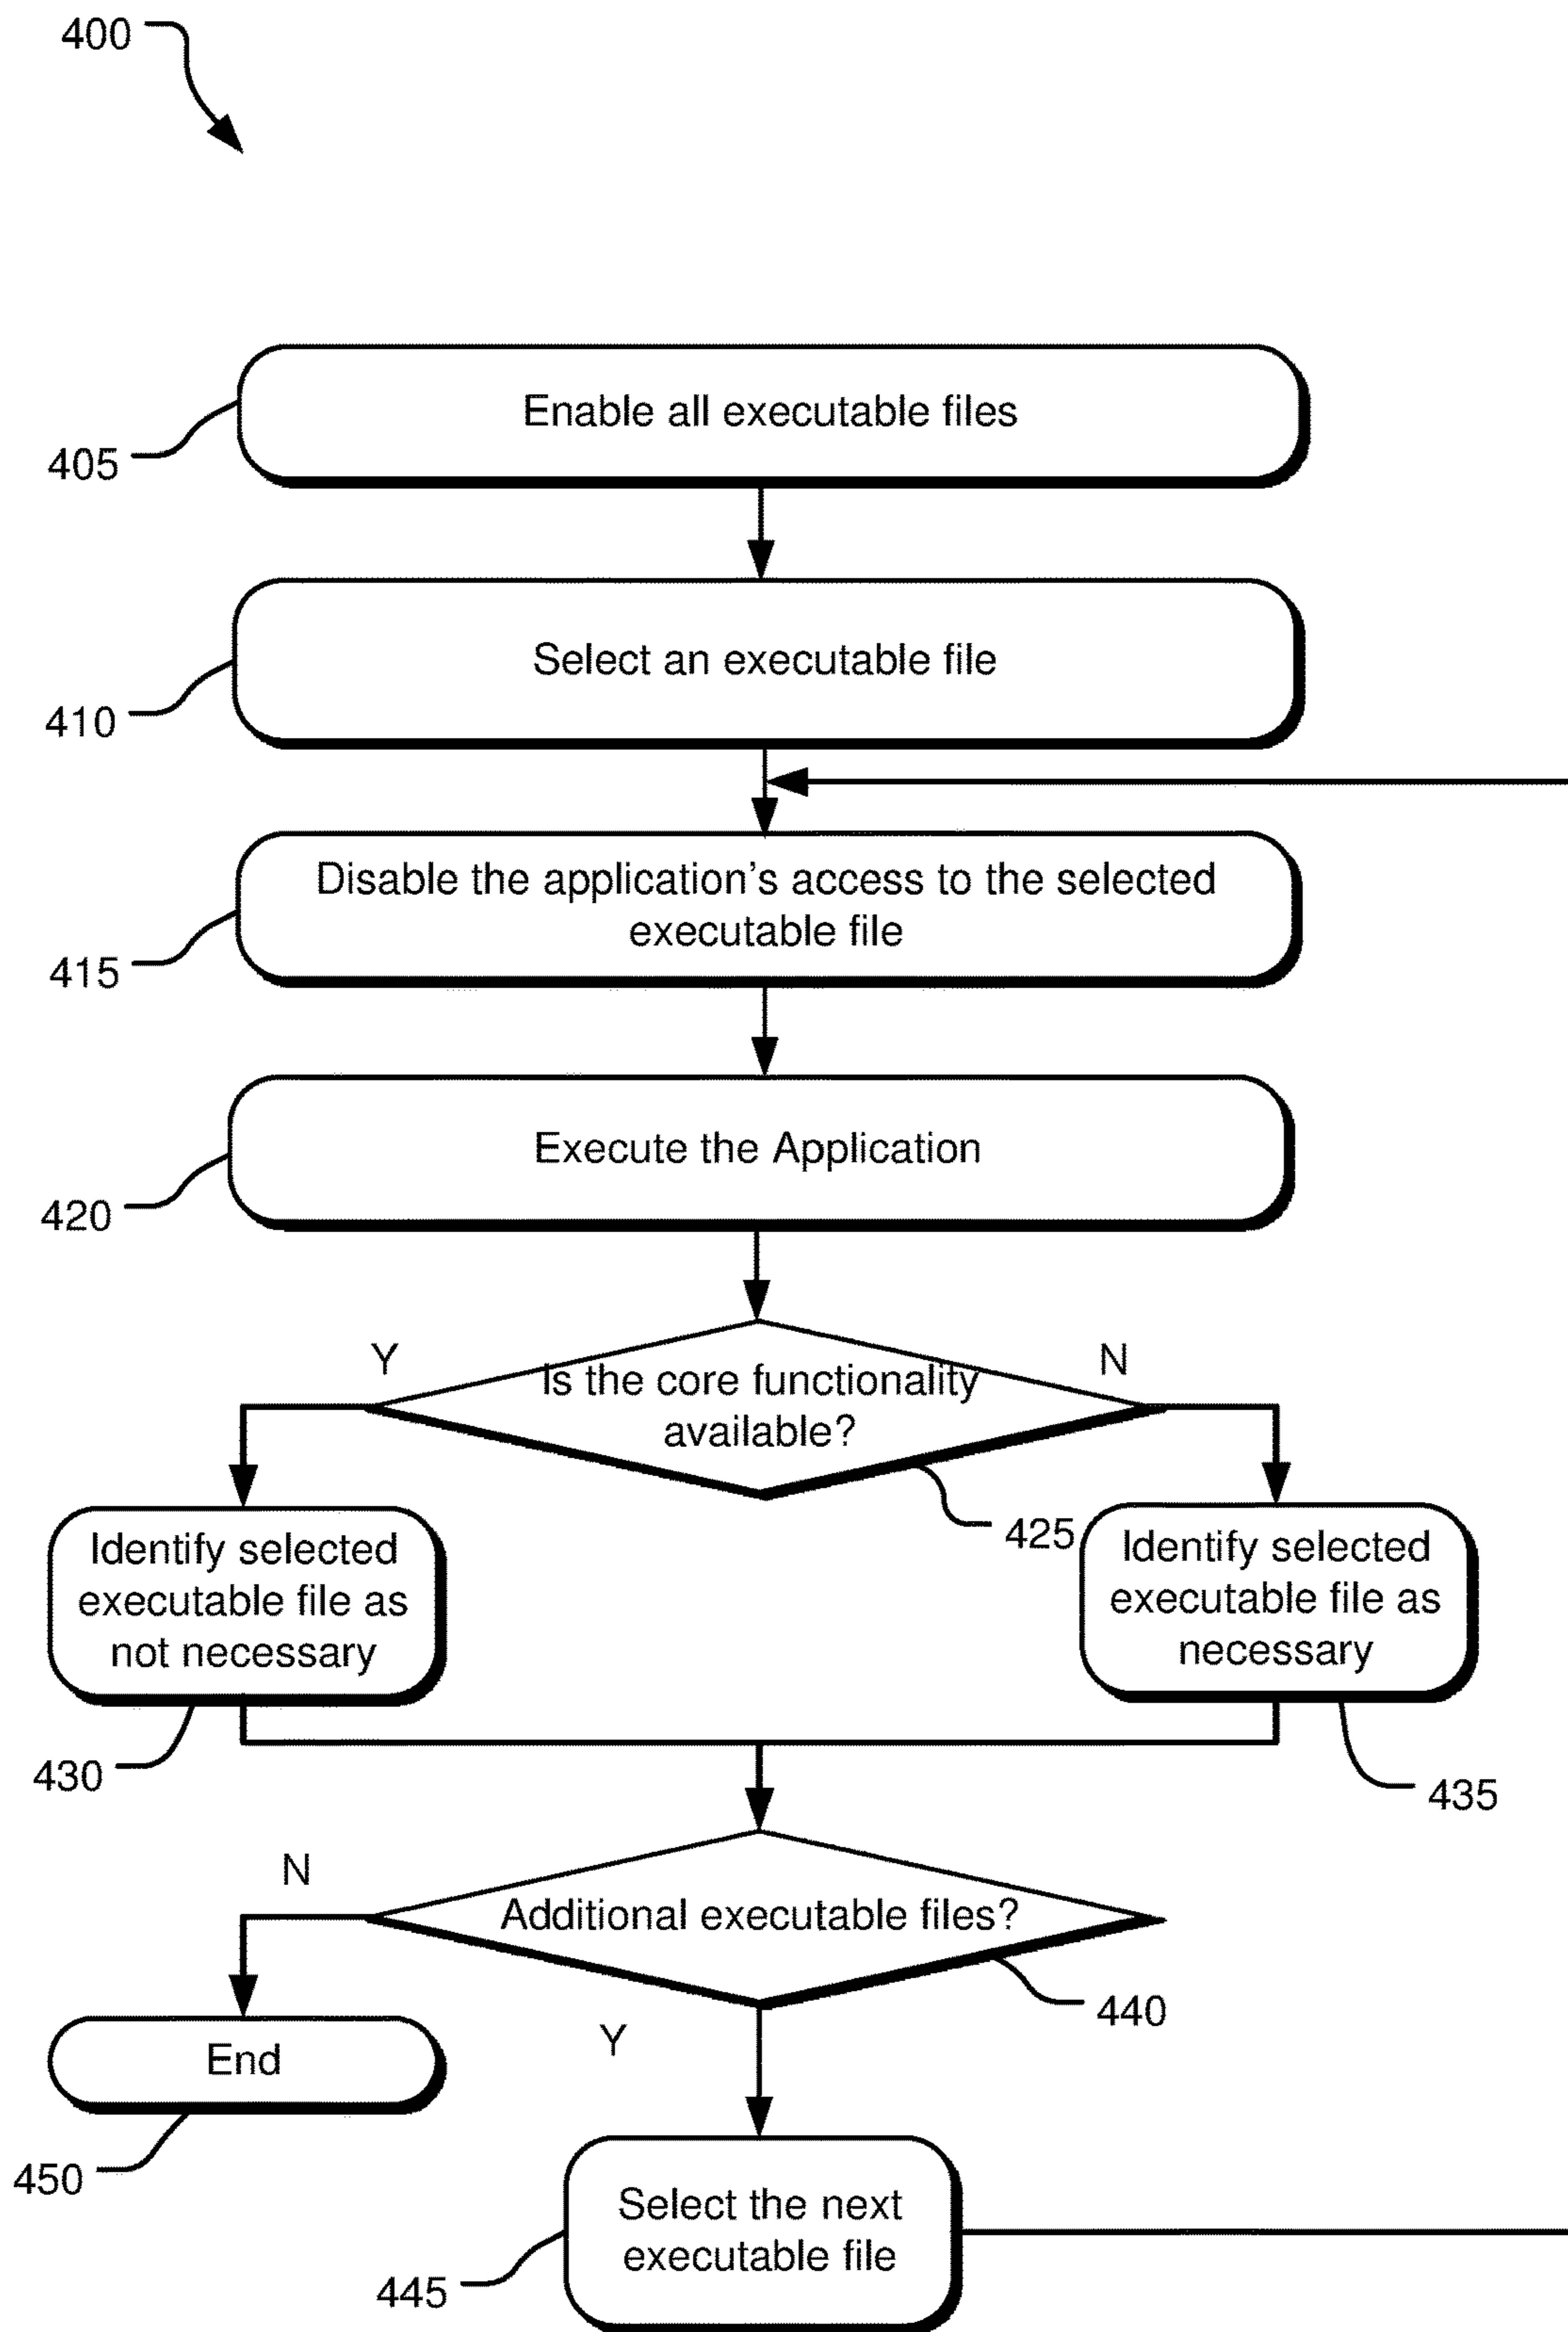 400
Enable all executable files
405
Select an executable file
410
Disable the application's access to the selected
executable file
415
Execute the Application
420
Y
N
Is the core functionality
available?
425
Identify selected
executable file as
not necessary
430
Identify selected
executable file as
necessary
435
N
Additional executable files?
440
Y
End
450
Select the next
executable file
445